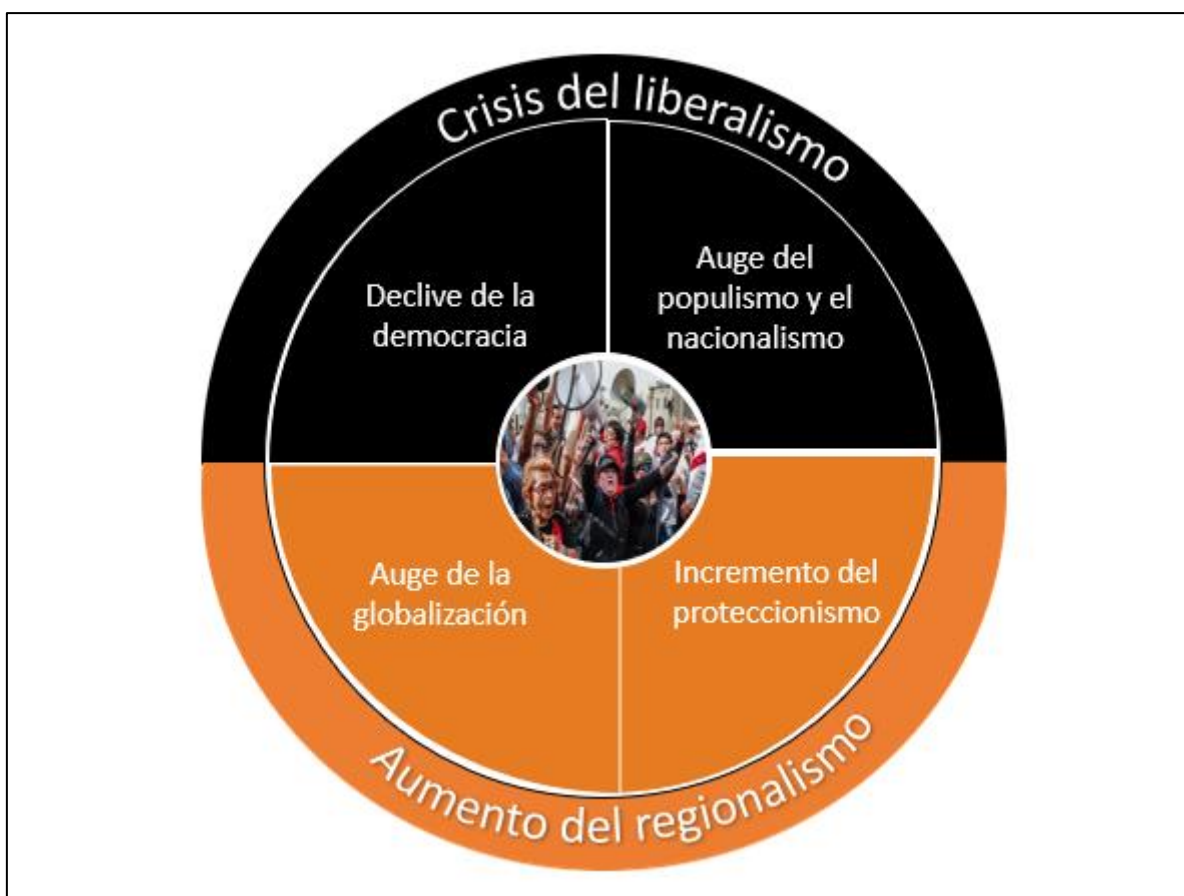 Crisis del liberalismo
Declive de la
democracia
Auge del
populismo y el
nacionalismo
Auge de la
globalización
Incremento del
proteccionismo
Aumento del regionalismo